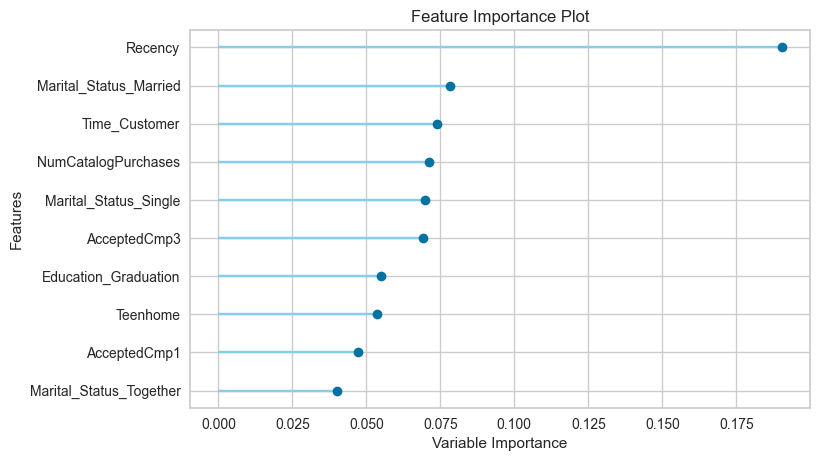 Feature Importance Plot
Features
Recency
Marital_Status_Married
Time_Customer
NumCatalogPurchases
Marital_Status_Single
AcceptedCmp3
Education_Graduation
Teenhome
AcceptedCmp1
Marital_Status_Together
0.000 0.025 0.050 0.075 0.100 0.125 0.150 0.175
Variable Importance